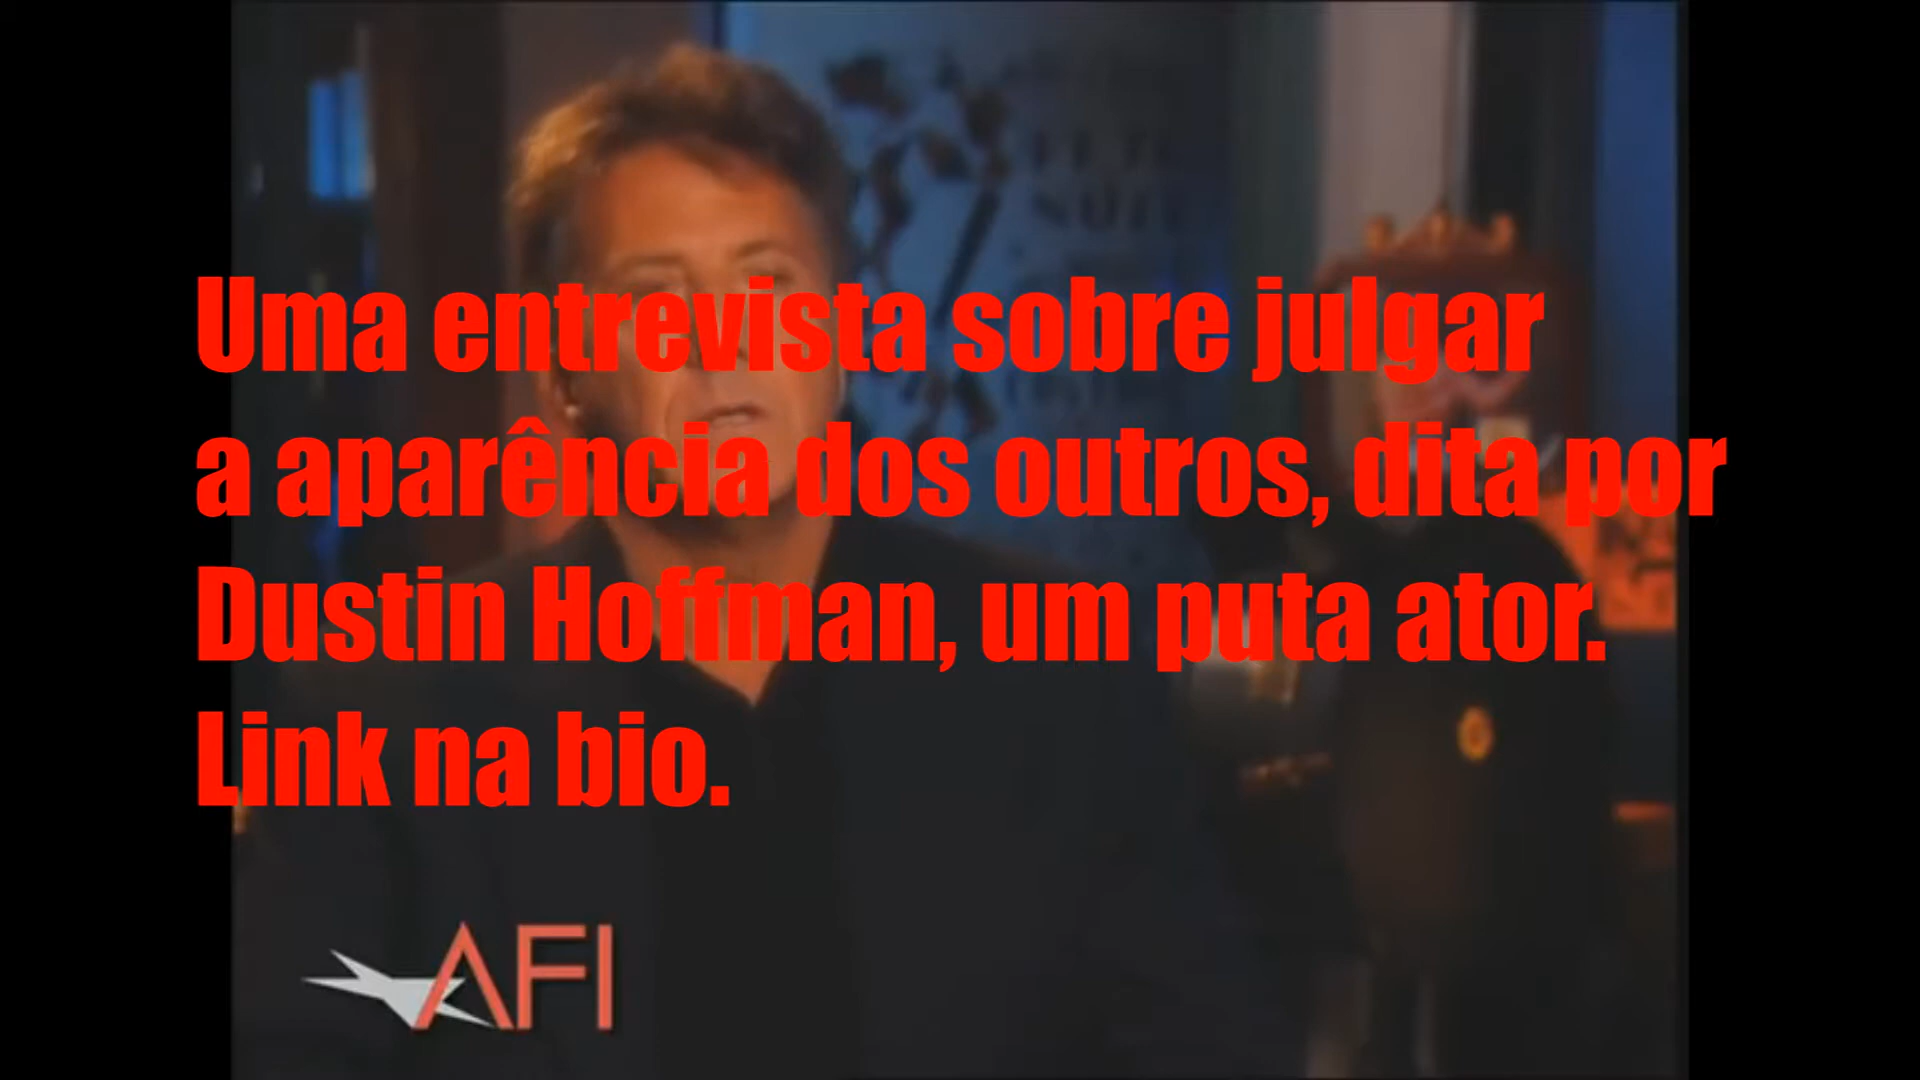 Uma entrevista sobre julgar
a aparência dos outros, dita por
Dustin Hoffman, um puta ator.
Link na bio.
AFI